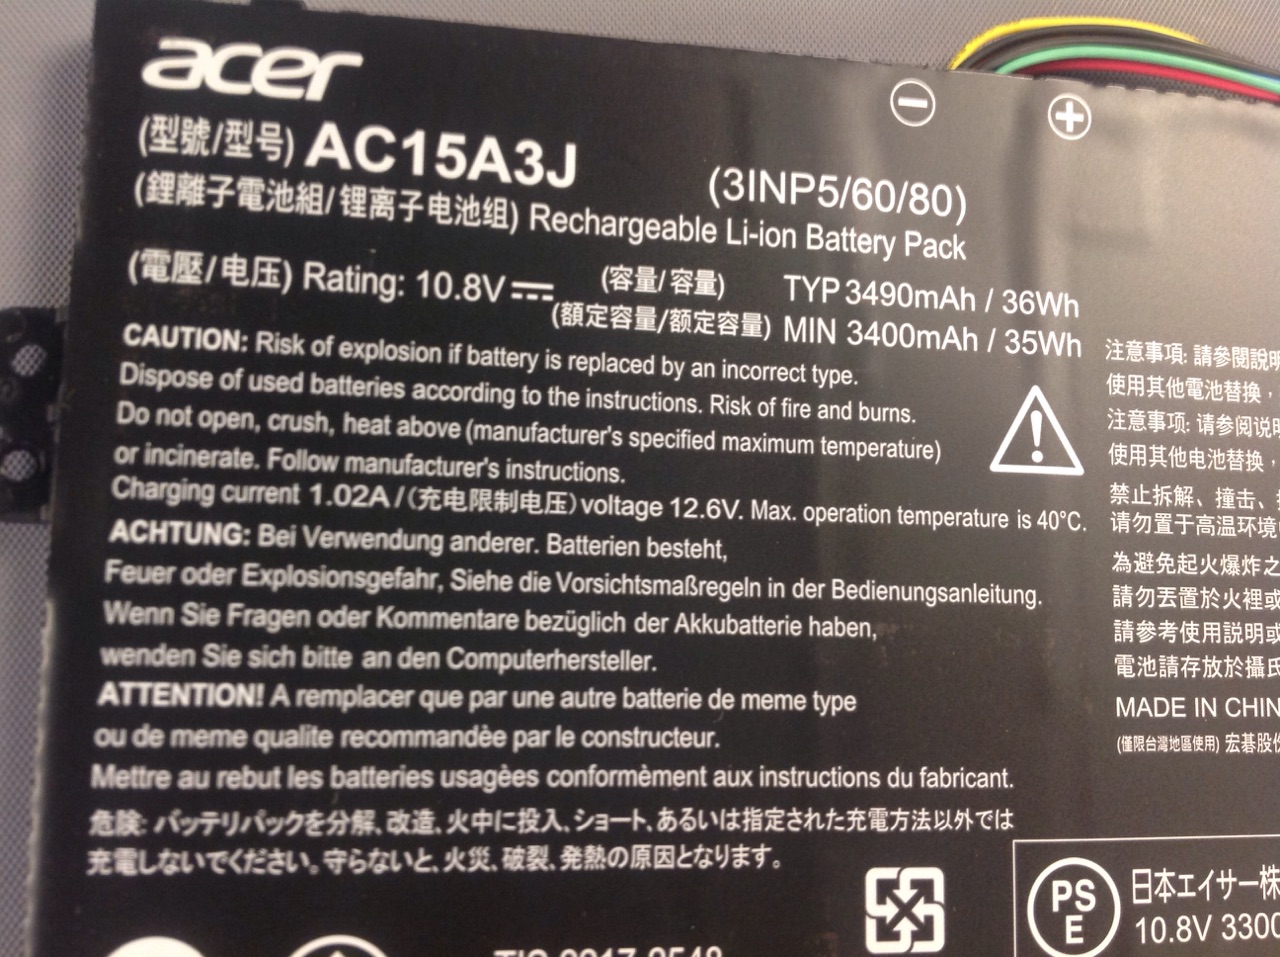 acer
(型號/型号) AC15A3J (3INP5/60/80)
(鋰離子電池組/锂离子电池组) Rechargeable Li-ion Battery Pack
(電壓/电压) Rating: 10.8V (容量/容量) TYP 3490mAh / 36Wh
(額定容量/额定容量) MIN 3400mAh / 35Wh
CAUTION: Risk of explosion if battery is replaced by an incorrect type.
Dispose of used batteries according to the instructions. Risk of fire and burns.
Do not open, crush, heat above (manufacturer's specified maximum temperature)
or incinerate. Follow manufacturer's instructions.
Charging current 1.02A /(充电限制电压) voltage 12.6V. Max. operation temperature is 40°C.
ACHTUNG: Bei Verwendung anderer. Batterien besteht,
Feuer oder Explosionsgefahr, Siehe die Vorsichtsmaßregeln in der Bedienungsanleitung.
Wenn Sie Fragen oder Kommentare bezüglich der Akkubatterie haben,
wenden Sie sich bitte an den Computerhersteller.
ATTENTION! A remplacer que par une autre batterie de meme type
ou de meme qualite recommandèe par le constructeur.
Mettre au rebut les batteries usagèes conformèment aux instructions du fabricant.
危険: バッテリパックを分解、改造、火中に投入、ショート、あるいは指定された充電方法以外では
充電しないでください。守らないと、火災、破裂、発熱の原因となります。
注意事項: 請參閱說明
使用其他電池替換，
注意事项: 请参阅说明
使用其他电池替换，
禁止拆解、撞击、
请勿置于高温环境
為避免起火爆炸之
請勿丟置於火裡或
請參考使用說明或
電池請存放於攝氏
MADE IN CHIN
(僅限台灣地區使用) 宏碁股份
PS
E
日本エイサー株
10.8V 3300